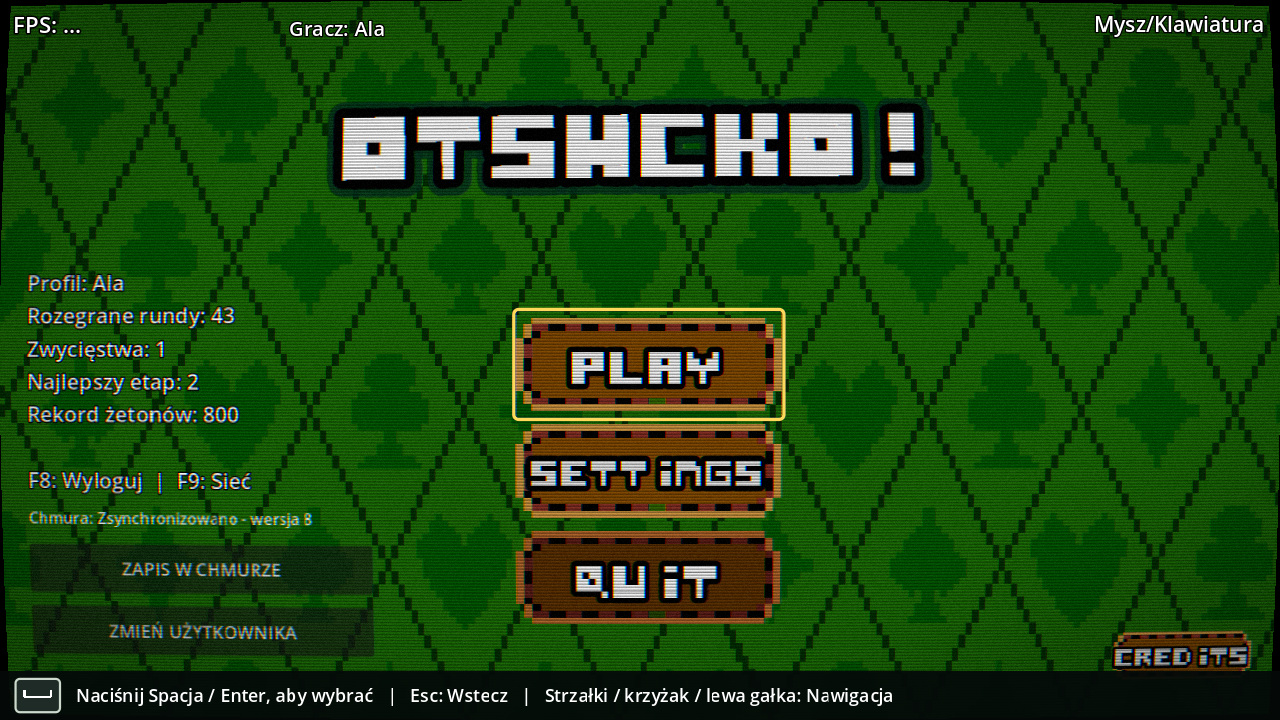 FPS: ...
Gracz: Ala
Mysz/Klawiatura
OTSHCKO!
Profil: Ala
Rozegrane rundy: 43
Zwycięstwa: 1
Najlepszy etap: 2
Rekord żetonów: 800
F8: Wyloguj | F9: Sieć
Chmura: Zsynchronizowano - wersja 8
ZAPIS W CHMURZE
ZMIEŃ UŻYTKOWNIKA
PLAY
SETTINGS
QUIT
CREDITS
Naciśnij Spacja / Enter, aby wybrać | Esc: Wstecz | Strzałki / krzyżak / lewa gałka: Nawigacja